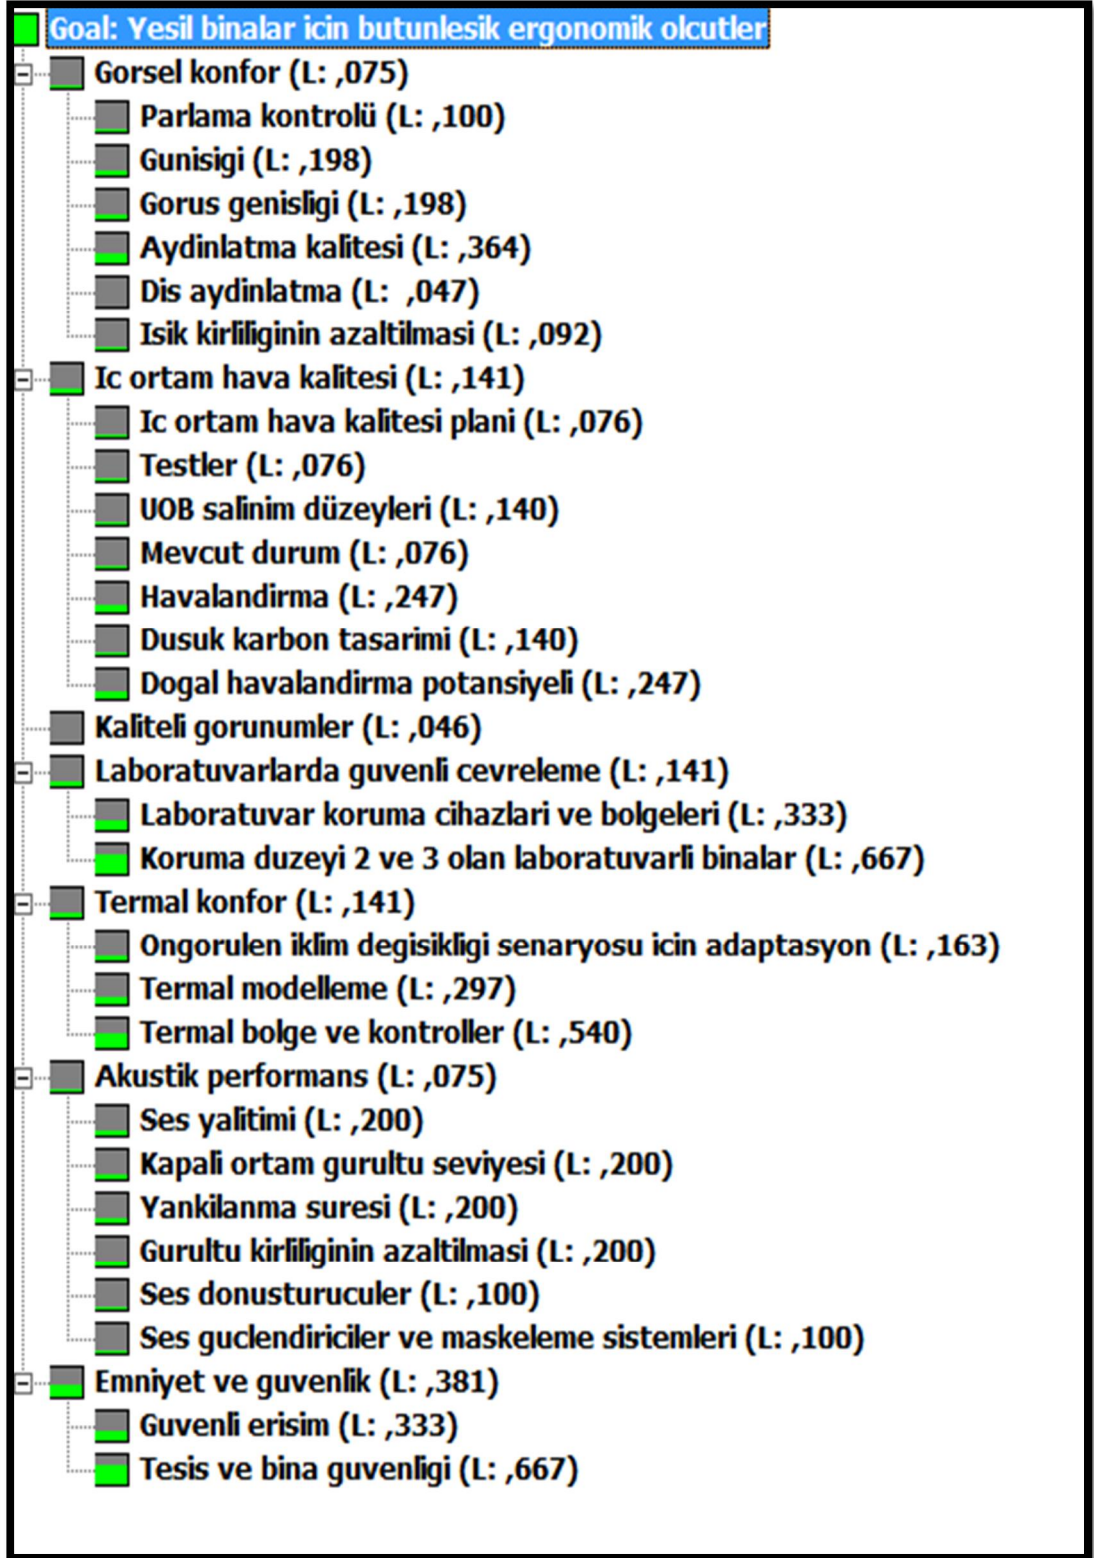 Goal: Yesil binalar icin butunlesik ergonomik olcutler
Gorsel konfor (L: ,075)
Parlama kontrolü (L: ,100)
Gunisigi (L: ,198)
Gorus genisligi (L: ,198)
Aydinlatma kalitesi (L: ,364)
Dis aydinlatma (L:  ,047)
Isik kirliliginin azaltilmasi (L: ,092)
Ic ortam hava kalitesi (L: ,141)
Ic ortam hava kalitesi plani (L: ,076)
Testler (L: ,076)
UOB salinim düzeyleri (L: ,140)
Mevcut durum (L: ,076)
Havalandirma (L: ,247)
Dusuk karbon tasarimi (L: ,140)
Dogal havalandirma potansiyeli (L: ,247)
Kaliteli gorunumler (L: ,046)
Laboratuvarlarda guvenli cevreleme (L: ,141)
Laboratuvar koruma cihazlari ve bolgeleri (L: ,333)
Koruma duzeyi 2 ve 3 olan laboratuvarli binalar (L: ,667)
Termal konfor (L: ,141)
Ongorulen iklim degisikligi senaryosu icin adaptasyon (L: ,163)
Termal modelleme (L: ,297)
Termal bolge ve kontroller (L: ,540)
Akustik performans (L: ,075)
Ses yalitimi (L: ,200)
Kapali ortam gurultu seviyesi (L: ,200)
Yankilanma suresi (L: ,200)
Gurultu kirliliginin azaltilmasi (L: ,200)
Ses donusturuculer (L: ,100)
Ses guclendiriciler ve maskeleme sistemleri (L: ,100)
Emniyet ve guvenlik (L: ,381)
Guvenli erisim (L: ,333)
Tesis ve bina guvenligi (L: ,667)